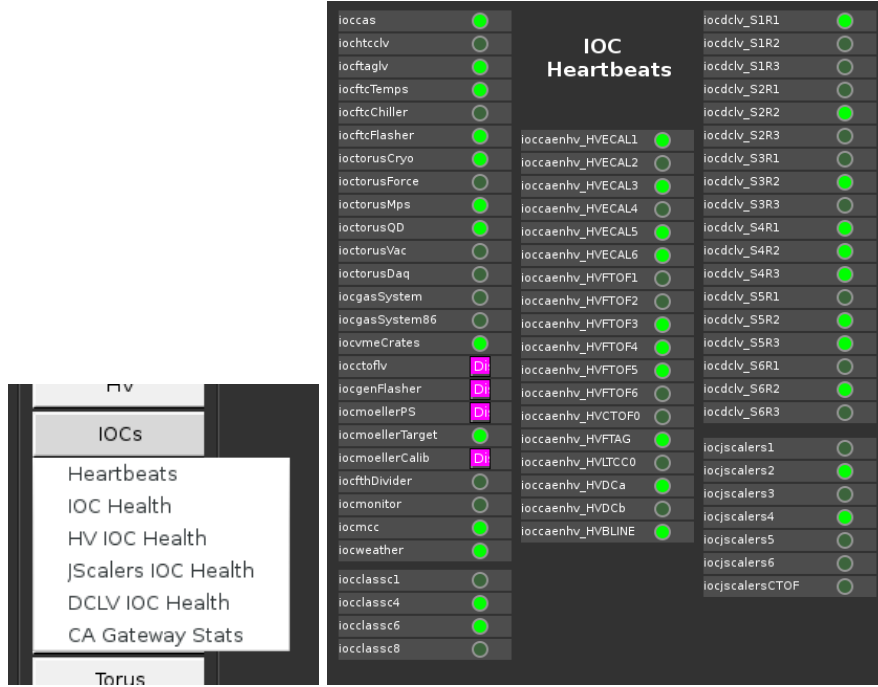 HV
IOCs
Heartbeats
IOC Health
HV IOC Health
JScalers IOC Health
DCLV IOC Health
CA Gateway Stats
Torus
ioccas
iochtcclv
iocftaglv
iocftcTemps
iocftcChiller
iocftcFlasher
ioctorusCryo
ioctorusForce
ioctorusMps
ioctorusQD
ioctorusVac
ioctorusDaq
iocgasSystem
iocgasSystem86
iocvmeCrates
iocctoflv Di
iocgenFlasher Di
iocmoellerPS Di
iocmoellerTarget
iocmoellerCalib Di
iocfthDivider
iocmonitor
iocmcc
iocweather
iocclassc1
iocclassc4
iocclassc6
iocclassc8
IOC
Heartbeats
ioccaenhv_HVECAL1
ioccaenhv_HVECAL2
ioccaenhv_HVECAL3
ioccaenhv_HVECAL4
ioccaenhv_HVECAL5
ioccaenhv_HVECAL6
ioccaenhv_HVFTOF1
ioccaenhv_HVFTOF2
ioccaenhv_HVFTOF3
ioccaenhv_HVFTOF4
ioccaenhv_HVFTOF5
ioccaenhv_HVFTOF6
ioccaenhv_HVCTOF0
ioccaenhv_HVFTAG
ioccaenhv_HVLTCC0
ioccaenhv_HVDCa
ioccaenhv_HVDCb
ioccaenhv_HVBLINE
iocdclv_S1R1
iocdclv_S1R2
iocdclv_S1R3
iocdclv_S2R1
iocdclv_S2R2
iocdclv_S2R3
iocdclv_S3R1
iocdclv_S3R2
iocdclv_S3R3
iocdclv_S4R1
iocdclv_S4R2
iocdclv_S4R3
iocdclv_S5R1
iocdclv_S5R2
iocdclv_S5R3
iocdclv_S6R1
iocdclv_S6R2
iocdclv_S6R3
iocjscalers1
iocjscalers2
iocjscalers3
iocjscalers4
iocjscalers5
iocjscalers6
iocjscalersCTOF